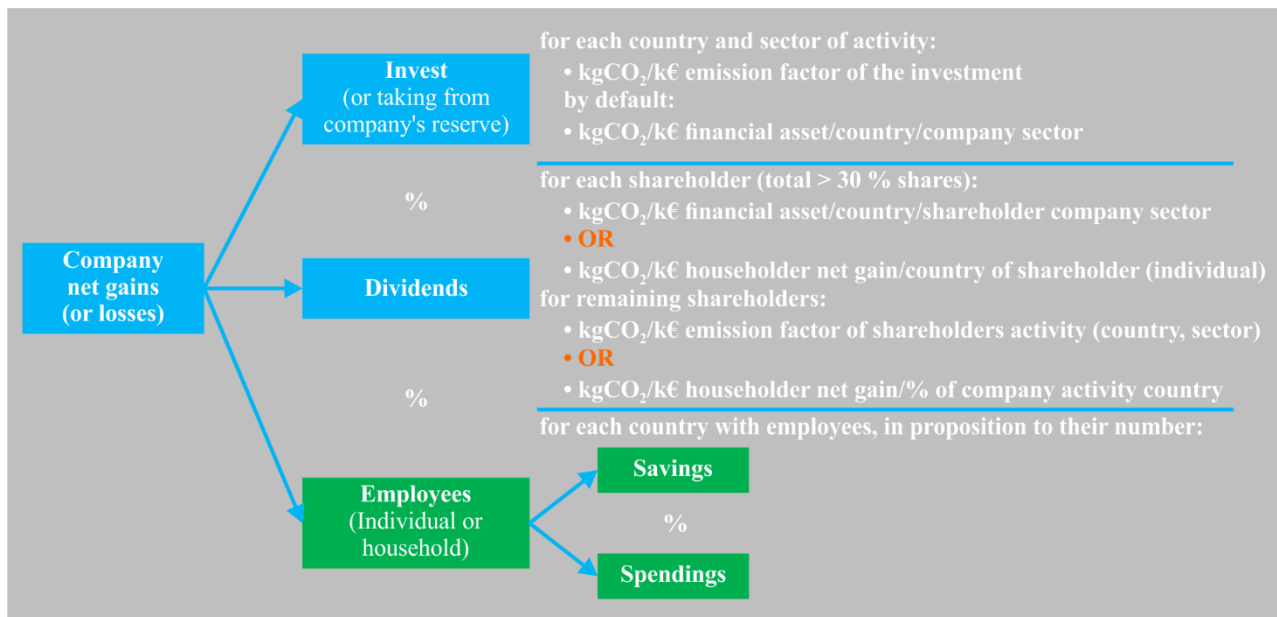 for each country and sector of activity:
• kgCO₂/k€ emission factor of the investment
by default:
• kgCO₂/k€ financial asset/country/company sector
Invest
(or taking from
company's reserve)
%
for each shareholder (total > 30 % shares):
• kgCO₂/k€ financial asset/country/shareholder company sector
• OR
• kgCO₂/k€ householder net gain/country of shareholder (individual)
for remaining shareholders:
• kgCO₂/k€ emission factor of shareholders activity (country, sector)
• OR
• kgCO₂/k€ householder net gain/% of company activity country
Company
net gains
(or losses)
Dividends
%
for each country with employees, in proposition to their number:
Employees
(Individual or
household)
Savings
%
Spendings